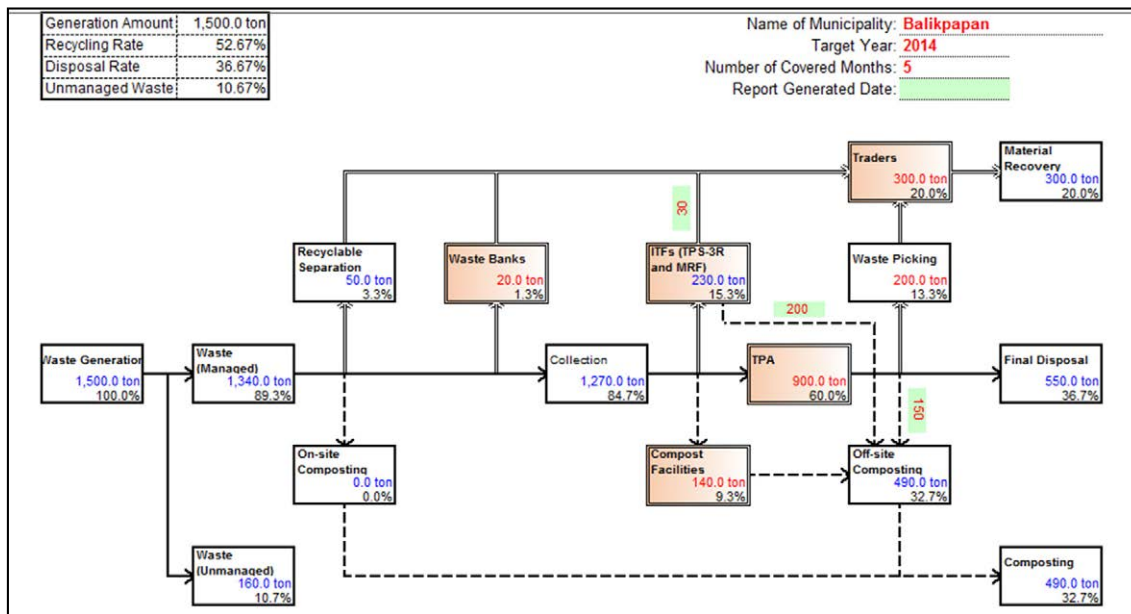 Generation Amount 1,500.0 ton
Recycling Rate 52.67%
Disposal Rate 36.67%
Unmanaged Waste 10.67%
Name of Municipality: Balikpapan
Target Year: 2014
Number of Covered Months: 5
Report Generated Date:
Traders
300.0 ton
20.0%
Material
Recovery
300.0 ton
20.0%
30
Recyclable
Separation
50.0 ton
3.3%
Waste Banks
20.0 ton
1.3%
ITFs (TPS-3R
and MRF)
230.0 ton
15.3%
Waste Picking
200.0 ton
13.3%
200
Waste Generation
1,500.0 ton
100.0%
Waste
(Managed)
1,340.0 ton
89.3%
Collection
1,270.0 ton
84.7%
TPA
900.0 ton
60.0%
Final Disposal
550.0 ton
36.7%
150
On-site
Composting
0.0 ton
0.0%
Compost
Facilities
140.0 ton
9.3%
Off-site
Composting
490.0 ton
32.7%
Waste
(Unmanaged)
160.0 ton
10.7%
Composting
490.0 ton
32.7%